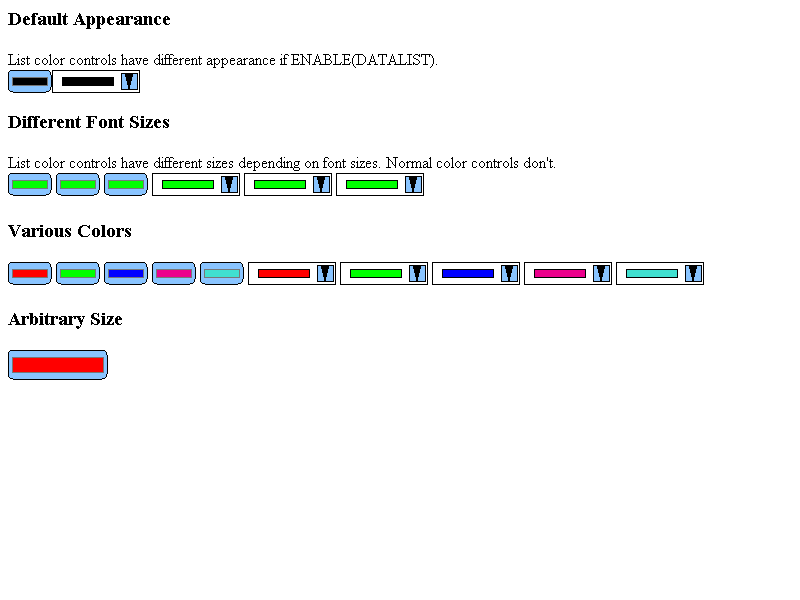 Default Appearance
List color controls have different appearance if ENABLE(DATALIST).
Different Font Sizes
List color controls have different sizes depending on font sizes. Normal color controls don't.
Various Colors
Arbitrary Size